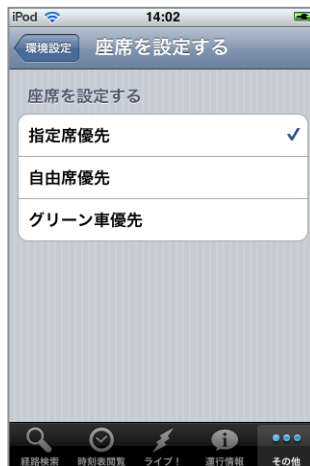 iPod 14:02
環境設定 座席を設定する
座席を設定する
指定席優先
自由席優先
グリーン車優先
経路検索 時刻表閲覧 ライブ！ 運行情報 その他